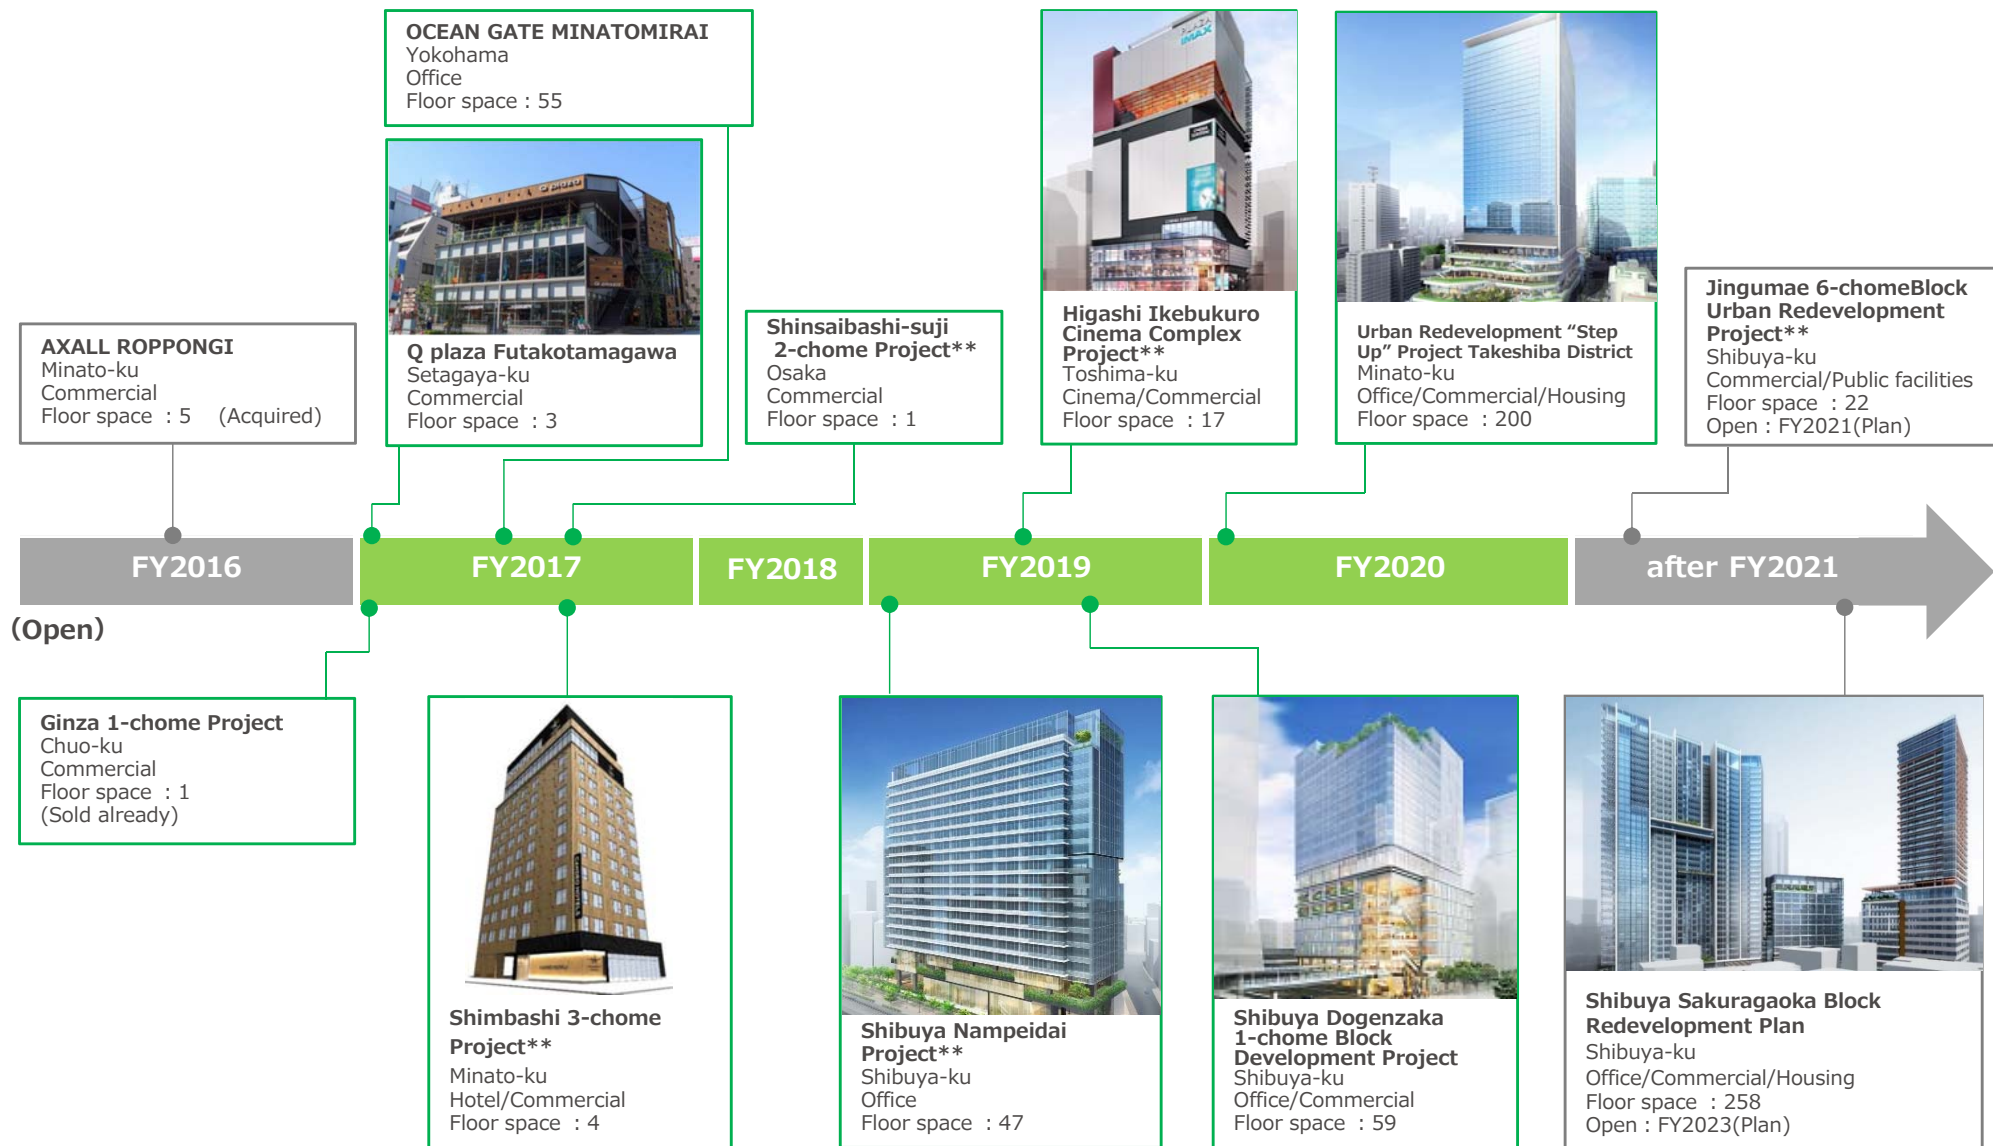 OCEAN GATE MINATOMIRAI
Yokohama
Office
Floor space : 55
PLAZA
IMAX
Q plaza Futakotamagawa
Setagaya-ku
Commercial
Floor space : 3
AXALL ROPPONGI
Minato-ku
Commercial
Floor space : 5 (Acquired)
Shinsaibashi-suji
2-chome Project**
Osaka
Commercial
Floor space : 1
Higashi Ikebukuro
Cinema Complex
Project**
Toshima-ku
Cinema/Commercial
Floor space : 17
Urban Redevelopment “Step
Up” Project Takeshiba District
Minato-ku
Office/Commercial/Housing
Floor space : 200
Jingumae 6-chomeBlock
Urban Redevelopment
Project**
Shibuya-ku
Commercial/Public facilities
Floor space : 22
Open : FY2021(Plan)
FY2016
FY2017
FY2018
FY2019
FY2020
after FY2021
(Open)
Ginza 1-chome Project
Chuo-ku
Commercial
Floor space : 1
(Sold already)
Shimbashi 3-chome
Project**
Minato-ku
Hotel/Commercial
Floor space : 4
Shibuya Nampeidai
Project**
Shibuya-ku
Office
Floor space : 47
Shibuya Dogenzaka
1-chome Block
Development Project
Shibuya-ku
Office/Commercial
Floor space : 59
Shibuya Sakuragaoka Block
Redevelopment Plan
Shibuya-ku
Office/Commercial/Housing
Floor space : 258
Open : FY2023(Plan)